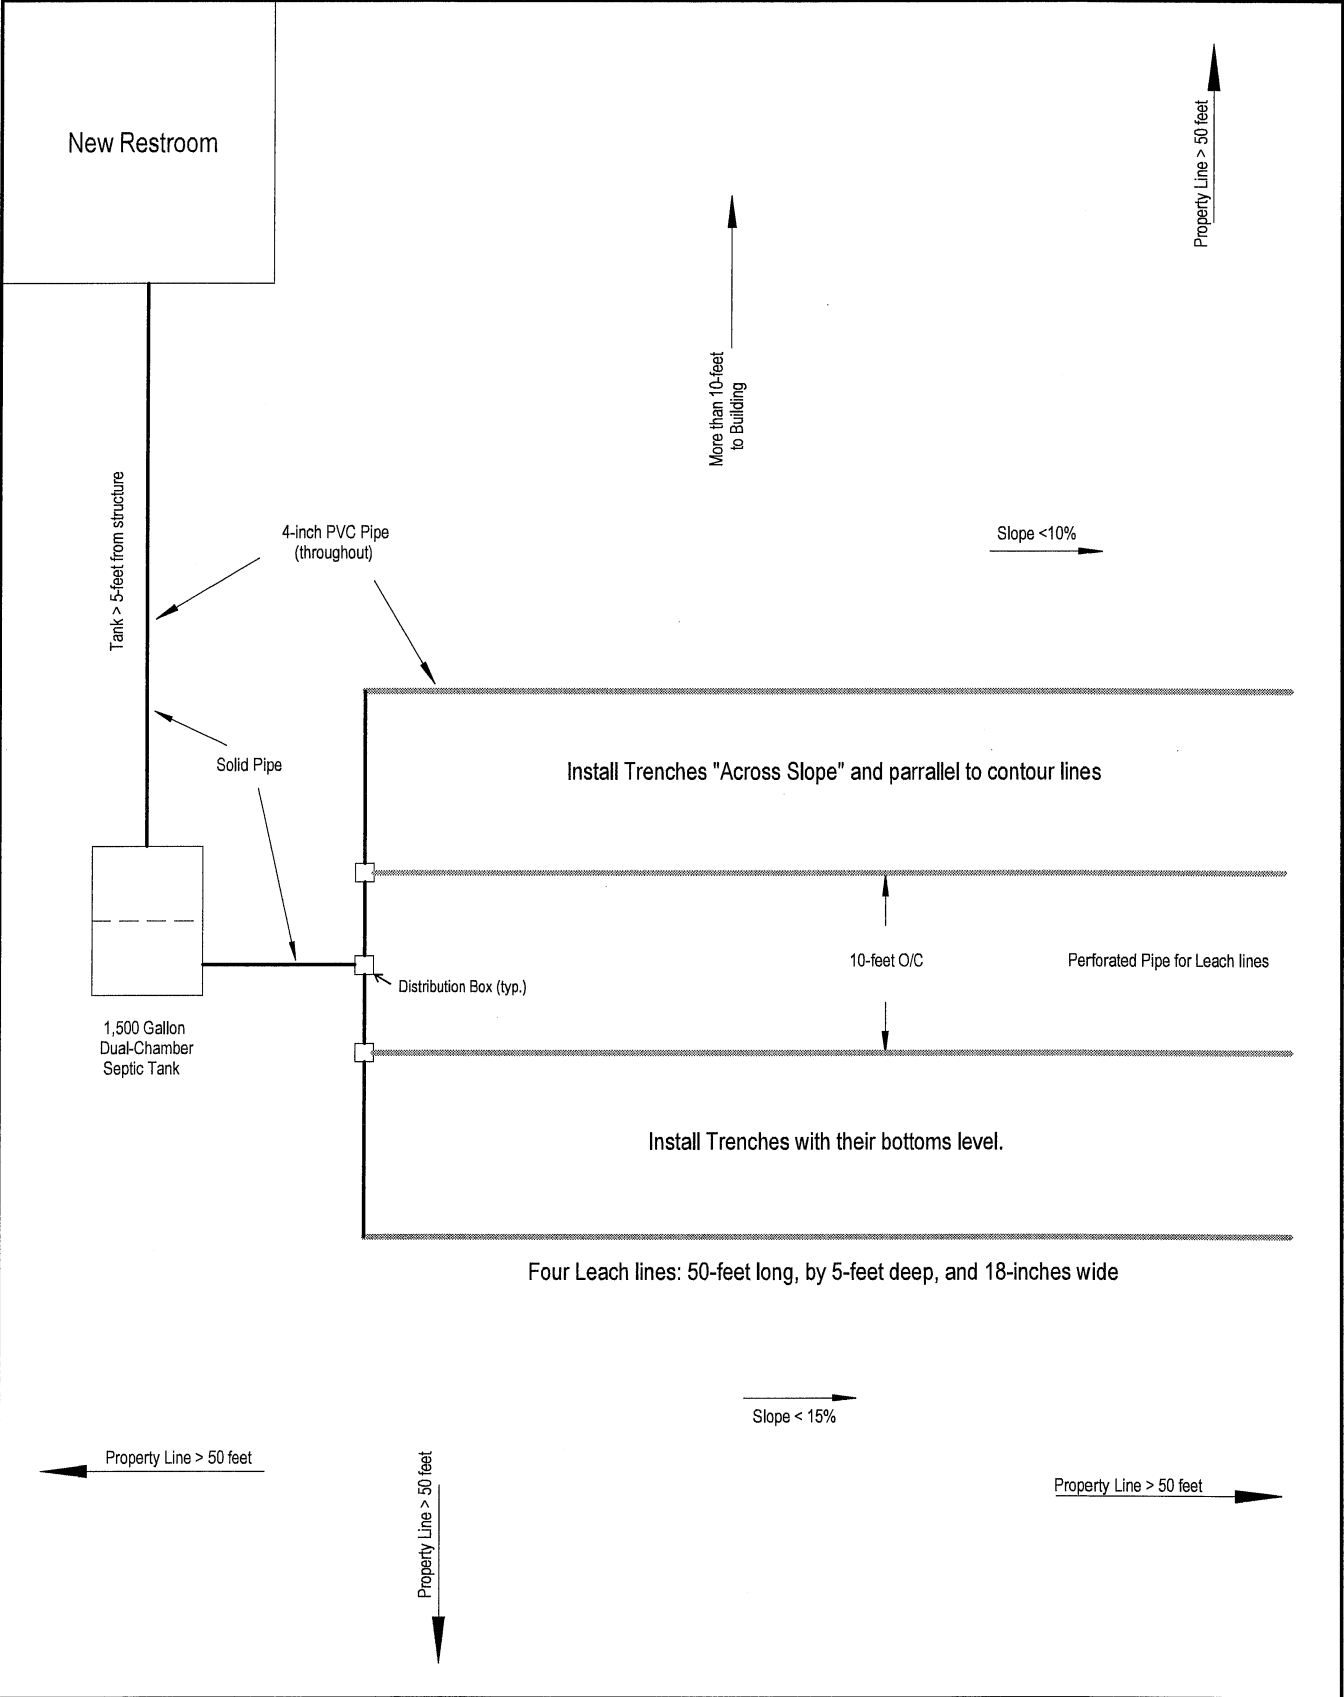 New Restroom
Property Line > 50 feet
More than 10-feet
to Building
Tank > 5-feet from structure
4-inch PVC Pipe
(throughout)
Slope <10%
Solid Pipe
Install Trenches "Across Slope" and parrallel to contour lines
10-feet O/C
Perforated Pipe for Leach lines
Distribution Box (typ.)
1,500 Gallon
Dual-Chamber
Septic Tank
Install Trenches with their bottoms level.
Four Leach lines: 50-feet long, by 5-feet deep, and 18-inches wide
Slope < 15%
Property Line > 50 feet
Property Line > 50 feet
Property Line > 50 feet